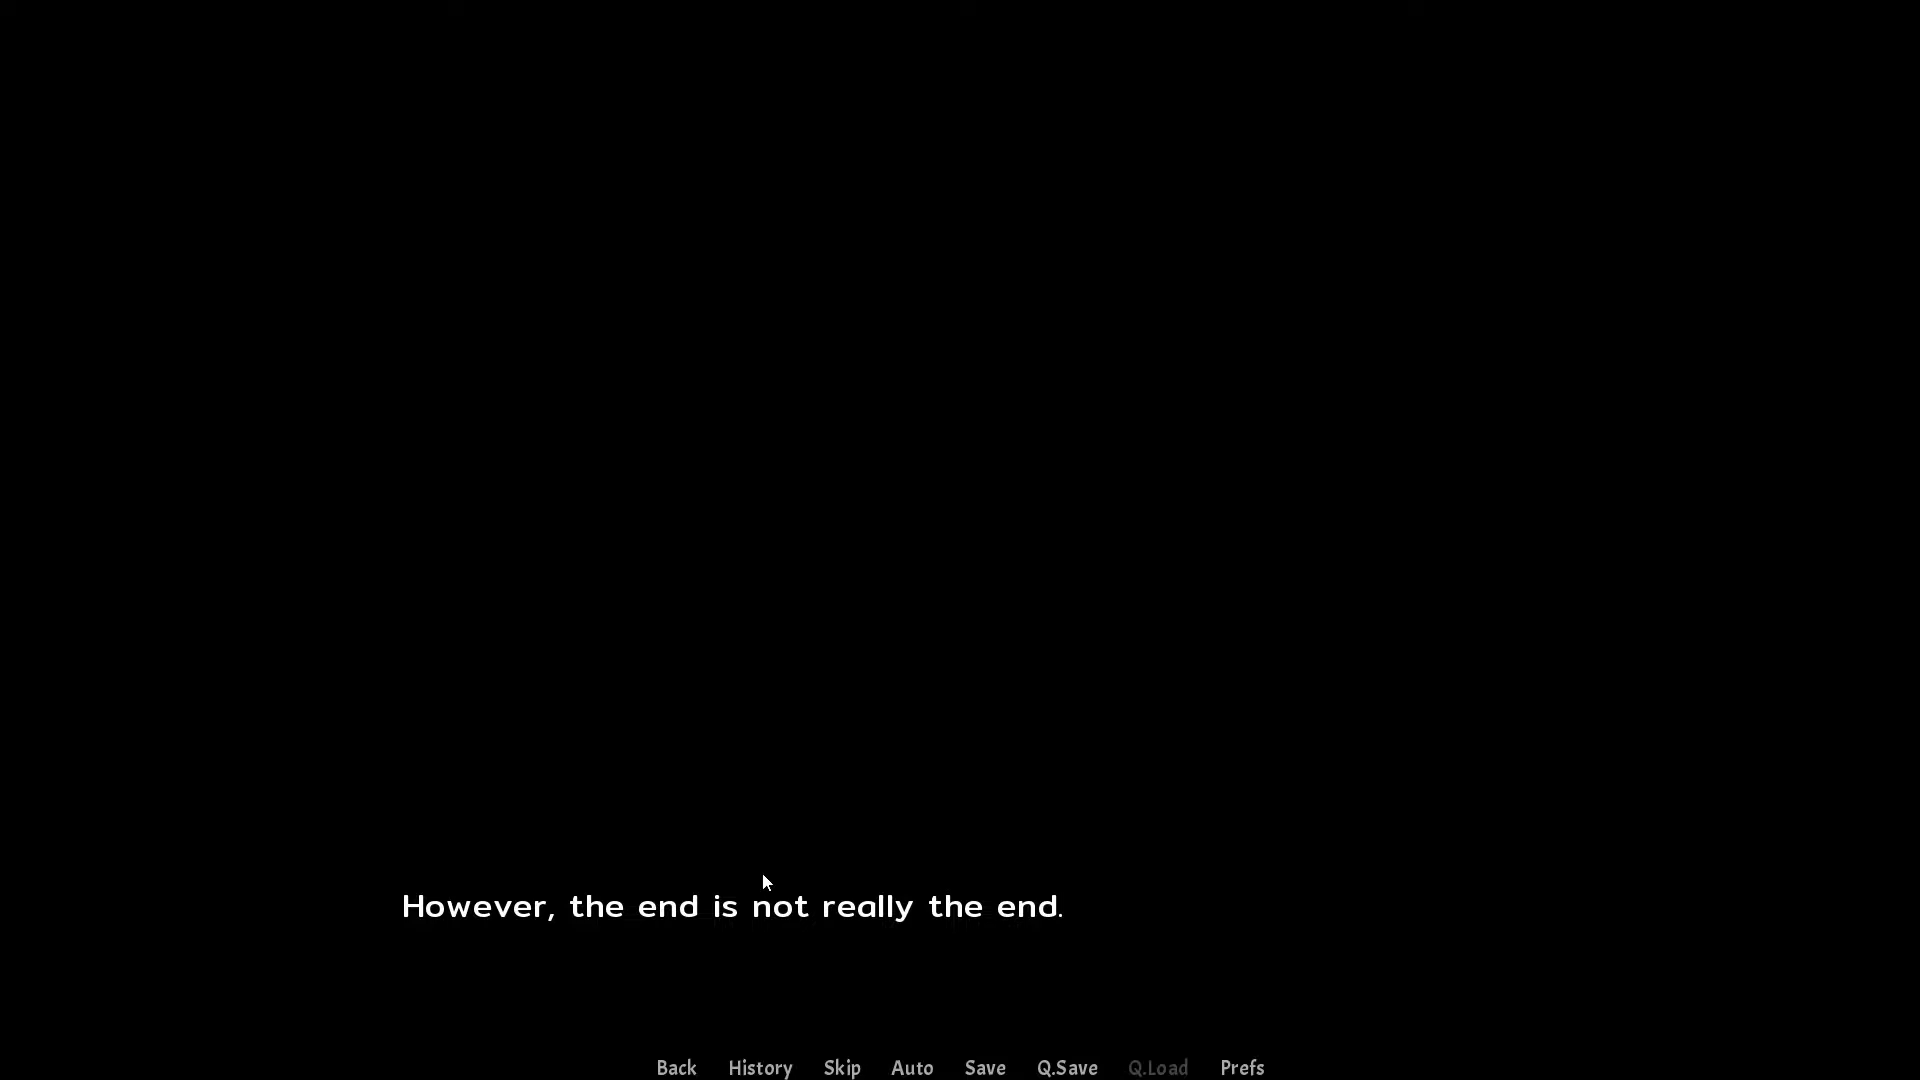 However, the end is not really the end.
Back History Skip Auto Save Q.Save Q.Load Prefs